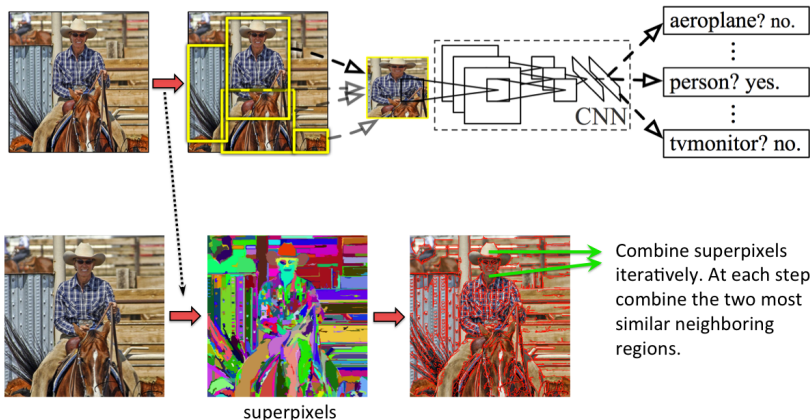 aeroplane? no.
person? yes.
CNN
tvmonitor? no.
Combine superpixels
iteratively. At each step
combine the two most
similar neighboring
regions.
superpixels